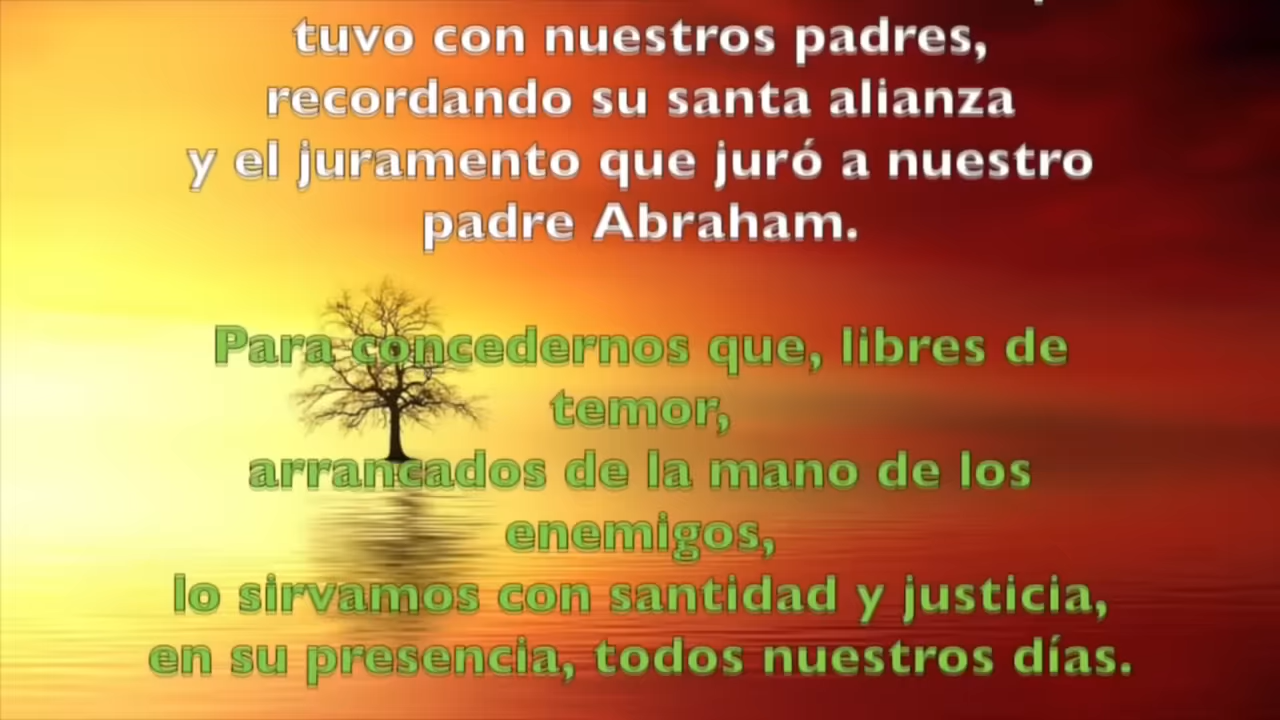 tuvo con nuestros padres,
recordando su santa alianza
y el juramento que juró a nuestro
padre Abraham.
Para concedernos que, libres de
temor,
arrancados de la mano de los
enemigos,
lo sirvamos con santidad y justicia,
en su presencia, todos nuestros días.